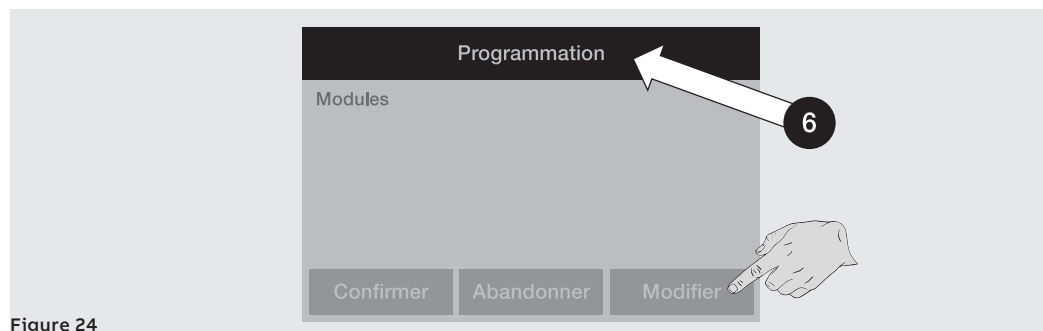 Programmation
Modules
6
Confirmer Abandonner Modifier
Figure 24